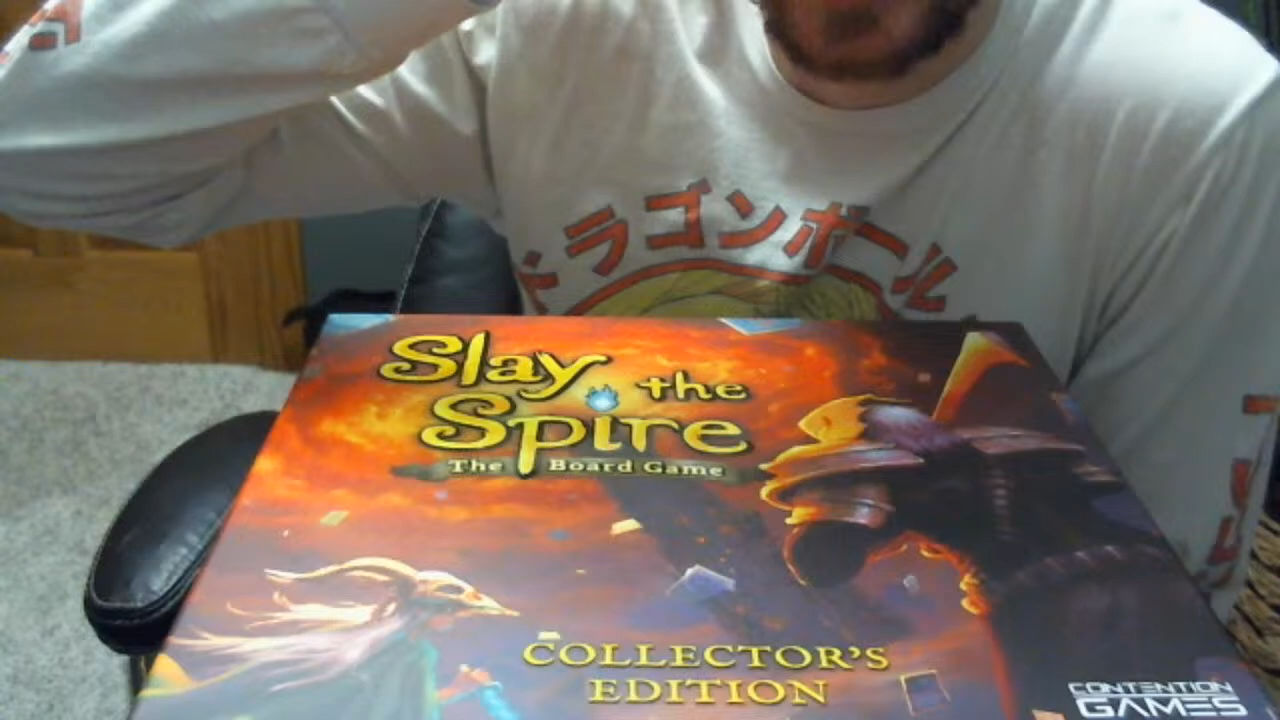 ドラゴンボール
Slay the
Spire
The Board Game
COLLECTOR'S
EDITION
CONTENTION
GAMES